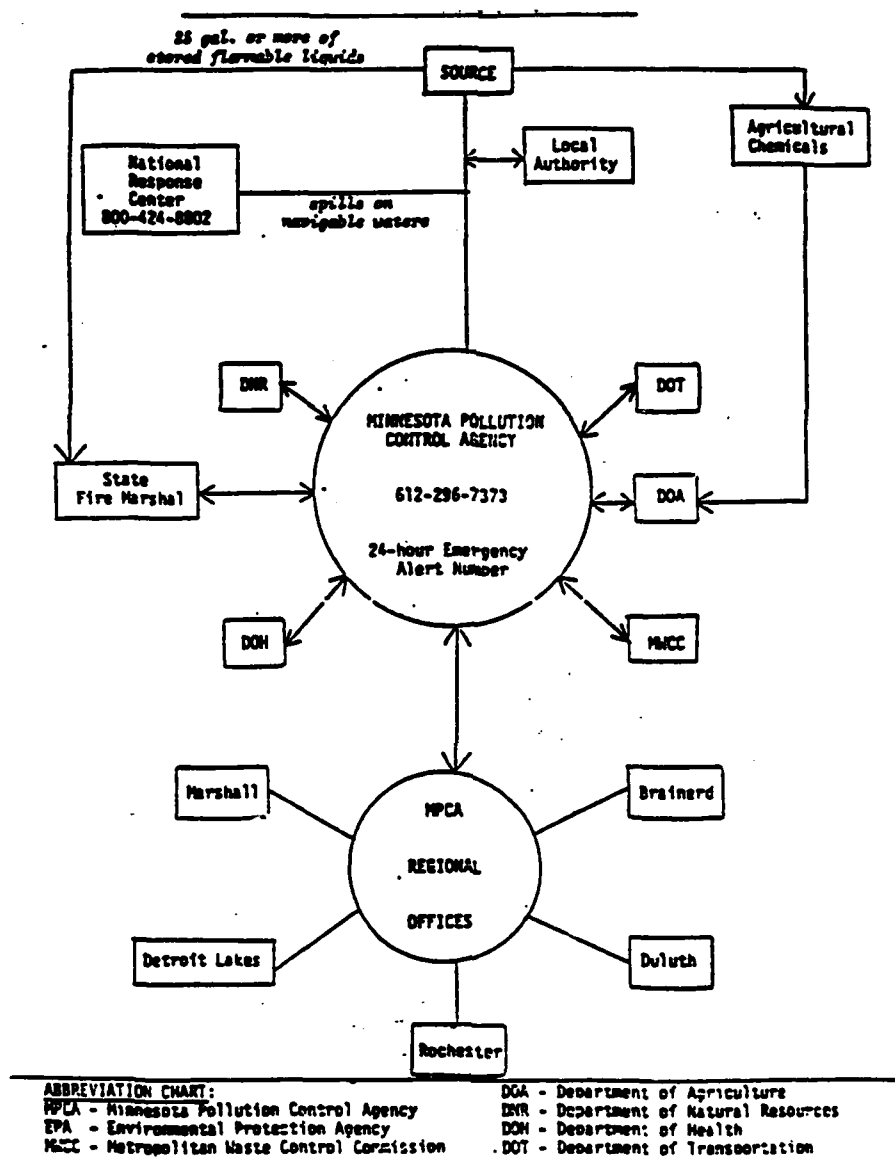 25 gal. or more of
stored flammable liquids
SOURCE
Agricultural
Chemicals
Local
Authority
National
Response
Center
800-424-8802
spills on
navigable waters
DNR
DOT
MINNESOTA POLLUTION
CONTROL AGENCY
State
Fire Marshal
612-296-7373
DOA
24-hour Emergency
Alert Number
DOH
MWCC
Marshall
Brainerd
MPCA
REGIONAL
OFFICES
Detroit Lakes
Duluth
Rochester
ABBREVIATION CHART:
MPCA - Minnesota Pollution Control Agency
EPA - Environmental Protection Agency
MWCC - Metropolitan Waste Control Commission
DOA - Department of Agriculture
DNR - Department of Natural Resources
DOH - Department of Health
DOT - Department of Transportation